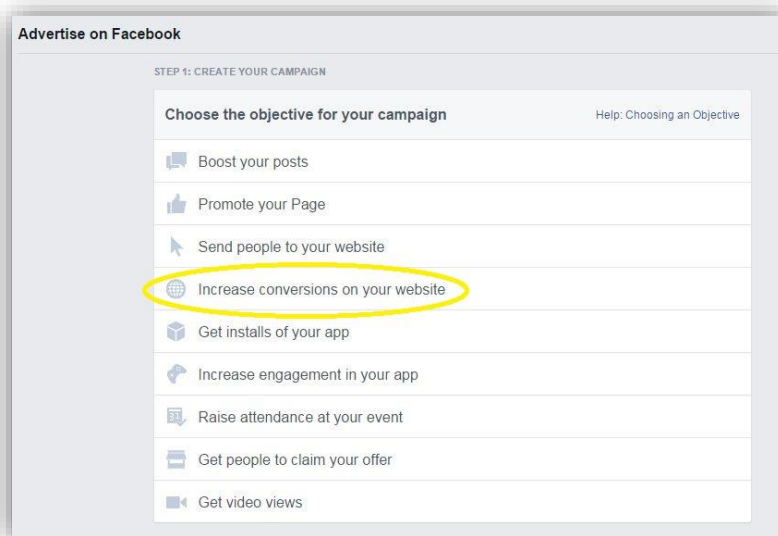 Advertise on Facebook
STEP 1: CREATE YOUR CAMPAIGN
Choose the objective for your campaign
Help: Choosing an Objective
Boost your posts
Promote your Page
Send people to your website
Increase conversions on your website
Get installs of your app
Increase engagement in your app
31
Raise attendance at your event
Get people to claim your offer
Get video views